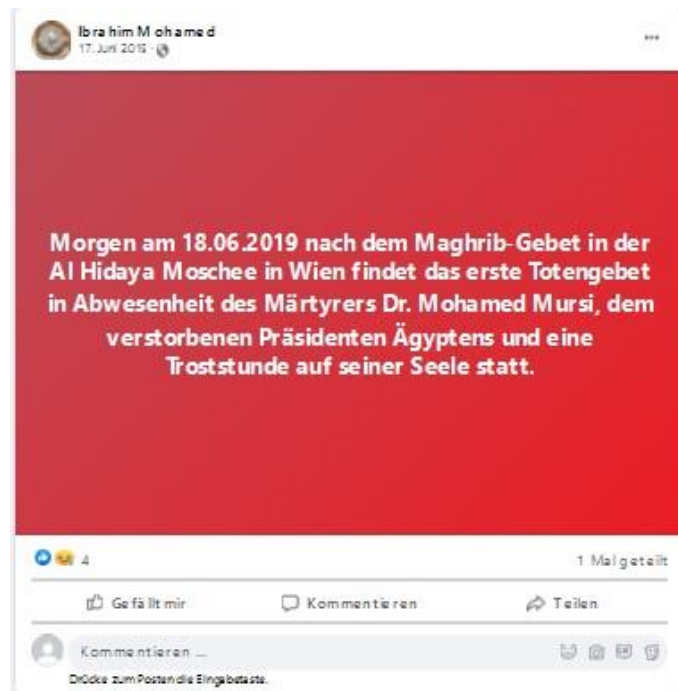 Ibrahim Mohamed
17. Juni 2019
Morgen am 18.06.2019 nach dem Maghrib-Gebet in der
Al Hidaya Moschee in Wien findet das erste Totengebet
in Abwesenheit des Märtyrers Dr. Mohamed Mursi, dem
verstorbenen Präsidenten Ägyptens und eine
Troststunde auf seiner Seele statt.
4
1 Mal geteilt
Gefällt mir
Kommentieren
Teilen
Kommentieren ...
Drücke zum Posten die Eingabetaste.